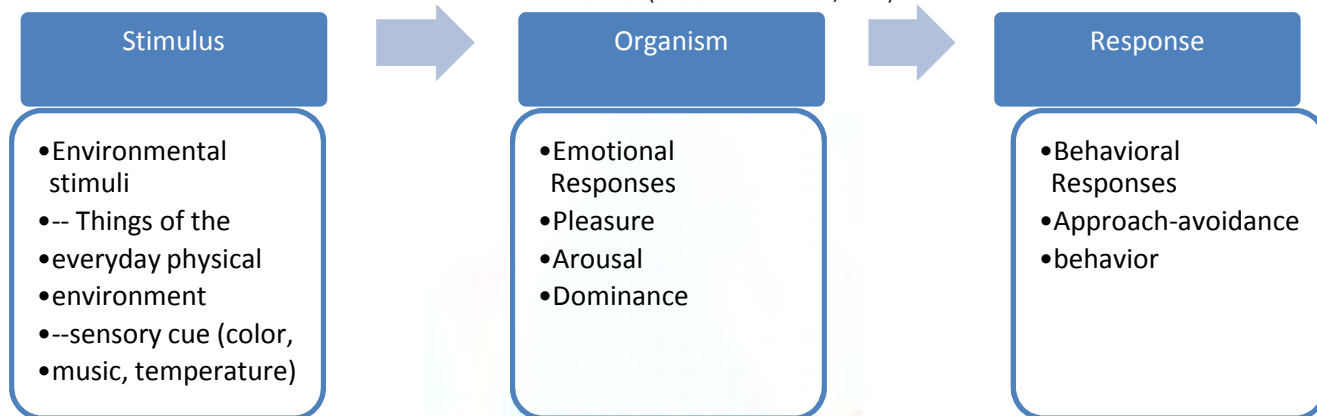 Stimulus
•Environmental
stimuli
•-- Things of the
•everyday physical
•environment
•--sensory cue (color,
•music, temperature)
Organism
•Emotional
Responses
•Pleasure
•Arousal
•Dominance
Response
•Behavioral
Responses
•Approach-avoidance
•behavior